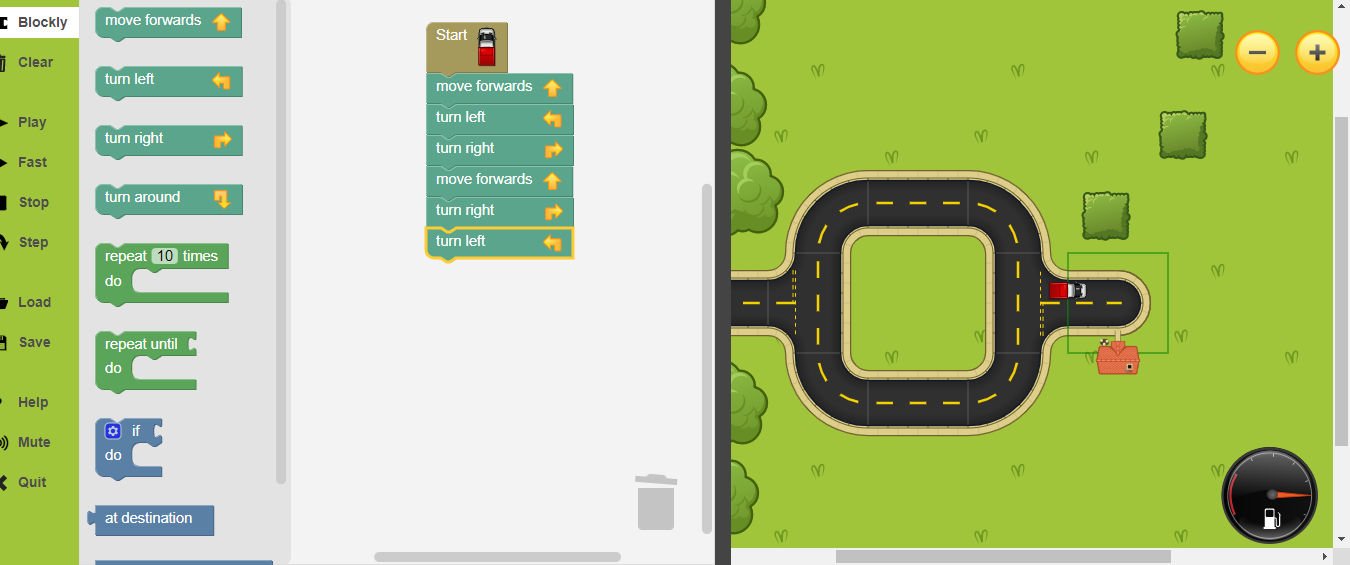 Blockly
Clear
Play
Fast
Stop
Step
Load
Save
Help
Mute
Quit
move forwards
turn left
turn right
turn around
repeat 10 times
do
repeat until
do
if
do
at destination
Start
move forwards
turn left
turn right
move forwards
turn right
turn left